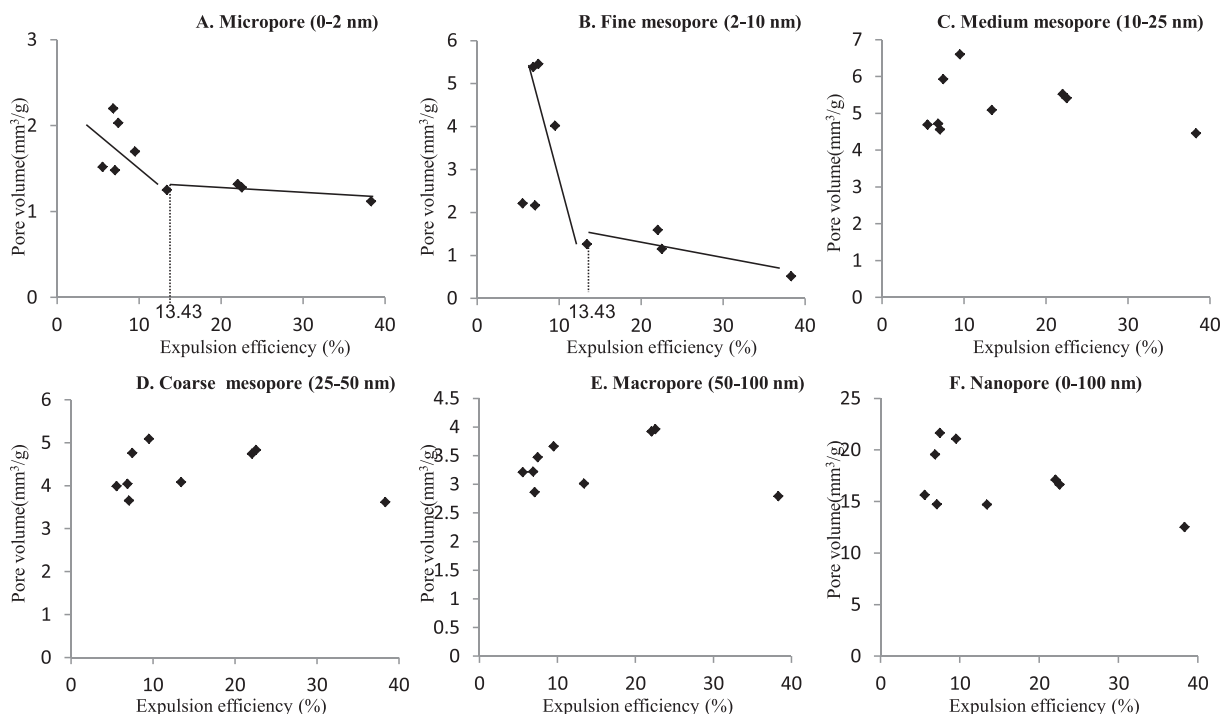 A. Micropore (0-2 nm)
3
2
1
0
Pore volume(mm³/g)
13.43
0 10 20 30 40
Expulsion efficiency (%)
B. Fine mesopore (2-10 nm)
6
5
4
3
2
1
0
Pore volume(mm³/g)
13.43
0 10 20 30 40
Expulsion efficiency (%)
C. Medium mesopore (10-25 nm)
7
6
5
4
3
2
1
0
Pore volume(mm³/g)
0 10 20 30 40
Expulsion efficiency (%)
D. Coarse mesopore (25-50 nm)
6
5
4
3
2
1
0
Pore volume(mm³/g)
0 10 20 30 40
Expulsion efficiency (%)
E. Macropore (50-100 nm)
4.5
4
3.5
3
2.5
2
1.5
1
0.5
0
Pore volume(mm³/g)
0 10 20 30 40
Expulsion efficiency (%)
F. Nanopore (0-100 nm)
25
20
15
10
5
0
Pore volume(mm³/g)
0 10 20 30 40
Expulsion efficiency (%)